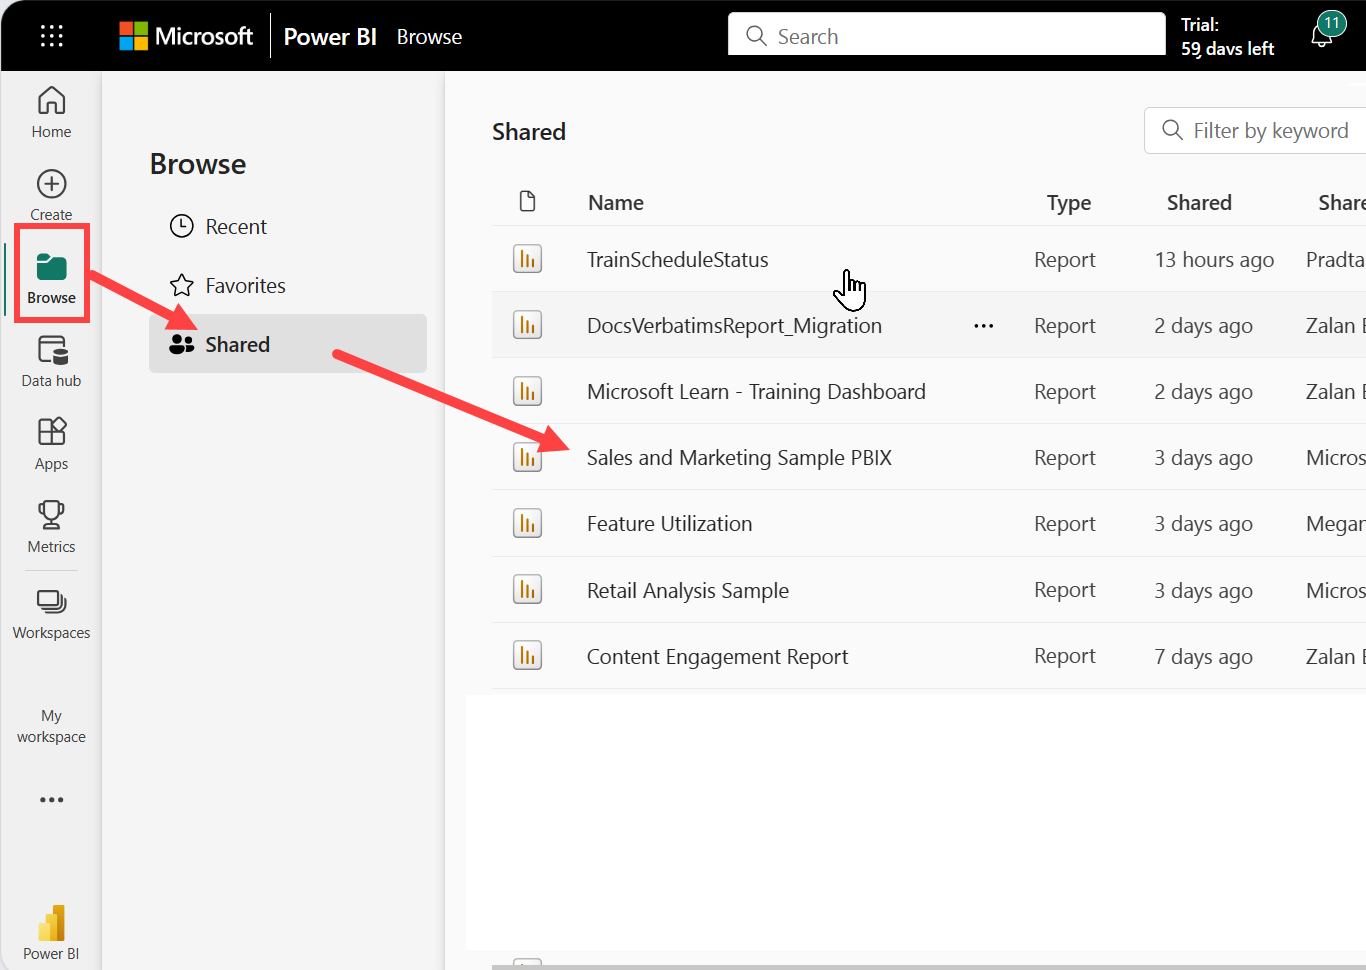 Microsoft Power BI Browse
Search
Trial:
59 days left
11
Home
Create
Browse
Data hub
Apps
Metrics
Workspaces
My
workspace
Power BI
Browse
Recent
Favorites
Shared
Shared
Filter by keyword
Name Type Shared Share
TrainScheduleStatus Report 13 hours ago Pradta
DocsVerbatimsReport_Migration ... Report 2 days ago Zalan
Microsoft Learn - Training Dashboard Report 2 days ago Zalan
Sales and Marketing Sample PBIX Report 3 days ago Micros
Feature Utilization Report 3 days ago Megan
Retail Analysis Sample Report 3 days ago Micros
Content Engagement Report Report 7 days ago Zalan